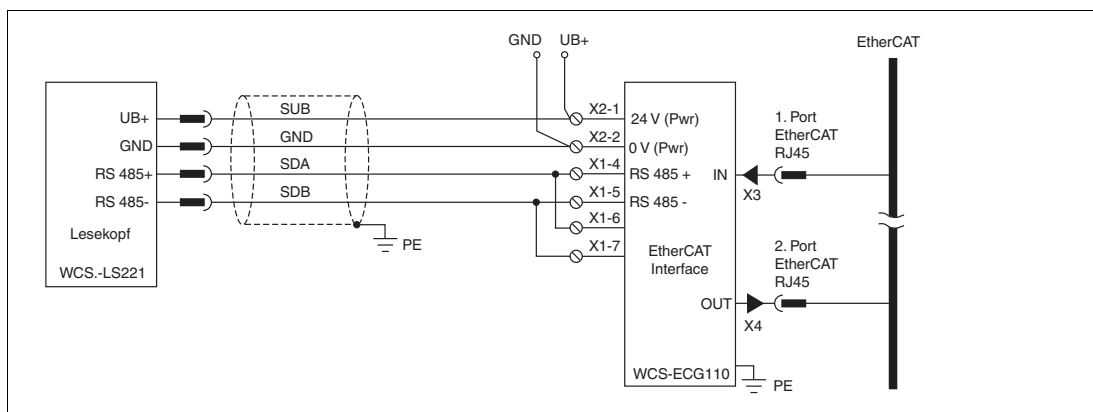 GND UB+
EtherCAT
UB+
GND
RS 485+
RS 485-
Lesekopf
WCS.-LS221
SUB
GND
SDA
SDB
PE
X2-1
X2-2
X1-4
X1-5
X1-6
X1-7
24 V (Pwr)
0 V (Pwr)
RS 485 +
RS 485 -
IN
EtherCAT
Interface
OUT
WCS-ECG110
PE
1. Port
EtherCAT
RJ45
X3
2. Port
EtherCAT
RJ45
X4